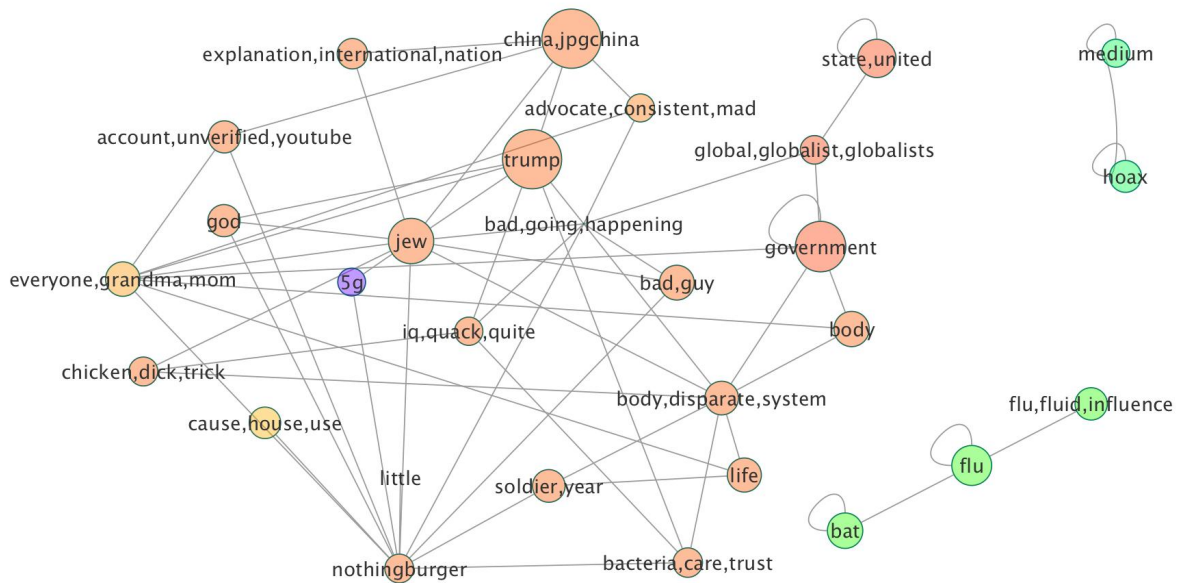 china,jpgchina
explanation,international,nation
state,united
medium
advocate,consistent,mad
account,unverified,youtube
global,globalist,globalists
trump
hoax
god
bad,going,happening
jew
government
everyone,grandma,mom
5g
bad,guy
iq,quack,quite
body
chicken,dick,trick
body,disparate,system
flu,fluid,influence
cause,house,use
little
soldier,year
life
flu
bat
nothingburger
bacteria,care,trust